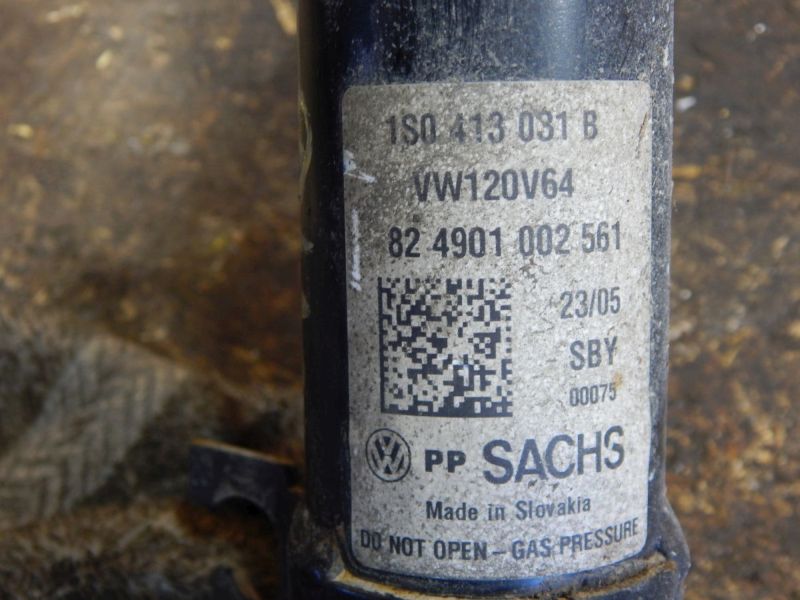 1S0 413 031 B
VW120V64
82 4901 002 561
23/05
SBY
00075
VW PP SACHS
Made in Slovakia
DO NOT OPEN - GAS PRESSURE